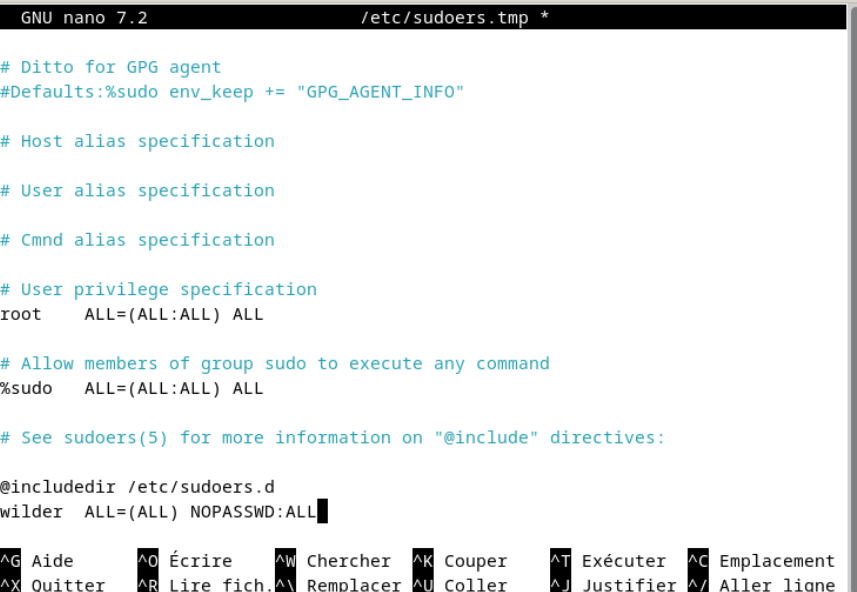 GNU nano 7.2 /etc/sudoers.tmp *
# Ditto for GPG agent
#Defaults:%sudo env_keep += "GPG_AGENT_INFO"
# Host alias specification
# User alias specification
# Cmnd alias specification
# User privilege specification
root ALL=(ALL:ALL) ALL
# Allow members of group sudo to execute any command
%sudo ALL=(ALL:ALL) ALL
# See sudoers(5) for more information on "@include" directives:
@includedir /etc/sudoers.d
wilder ALL=(ALL) NOPASSWD:ALL
^G Aide ^O Écrire ^W Chercher ^K Couper ^T Exécuter ^C Emplacement
^X Quitter ^R Lire fich. ^\ Remplacer ^U Coller ^J Justifier ^/ Aller ligne